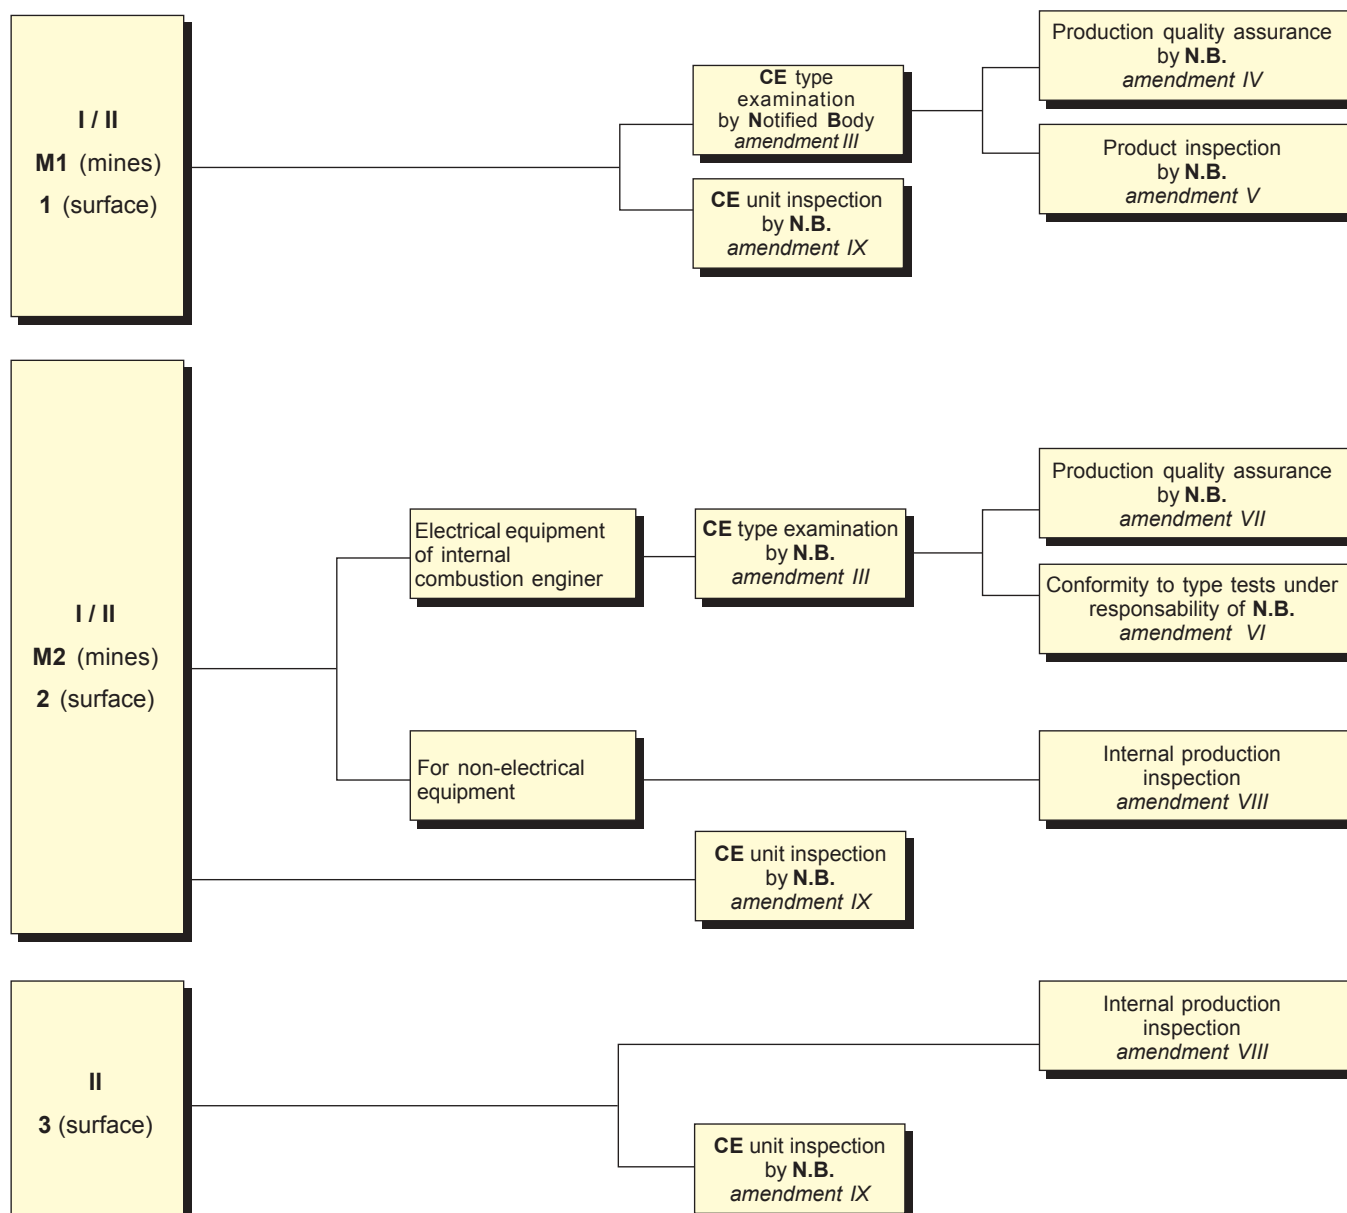 I / II
M1 (mines)
1 (surface)
CE type
examination
by Notified Body
amendment III
CE unit inspection
by N.B.
amendment IX
Production quality assurance
by N.B.
amendment IV
Product inspection
by N.B.
amendment V
I / II
M2 (mines)
2 (surface)
Electrical equipment
of internal
combustion enginer
CE type examination
by N.B.
amendment III
Production quality assurance
by N.B.
amendment VII
Conformity to type tests under
responsability of N.B.
amendment VI
For non-electrical
equipment
Internal production
inspection
amendment VIII
CE unit inspection
by N.B.
amendment IX
II
3 (surface)
Internal production
inspection
amendment VIII
CE unit inspection
by N.B.
amendment IX